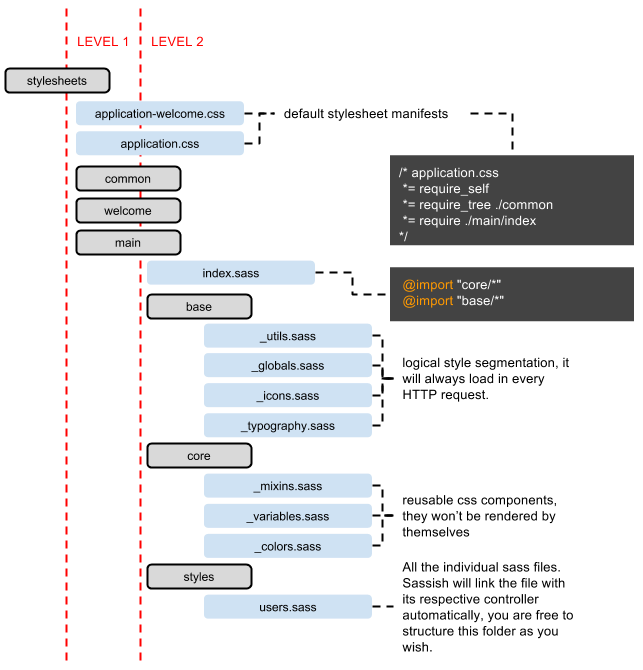 LEVEL 1
LEVEL 2
stylesheets
application-welcome.css
default stylesheet manifests
application.css
/* application.css
*= require_self
*= require_tree ./common
*= require ./main/index
*/
common
welcome
main
index.sass
@import "core/*"
@import "base/*"
base
_utils.sass
_globals.sass
_icons.sass
_typography.sass
logical style segmentation, it
will always load in every
HTTP request.
core
_mixins.sass
_variables.sass
_colors.sass
reusable css components,
they won't be rendered by
themselves
styles
users.sass
All the individual sass files.
Sassish will link the file with
its respective controller
automatically, you are free to
structure this folder as you
wish.